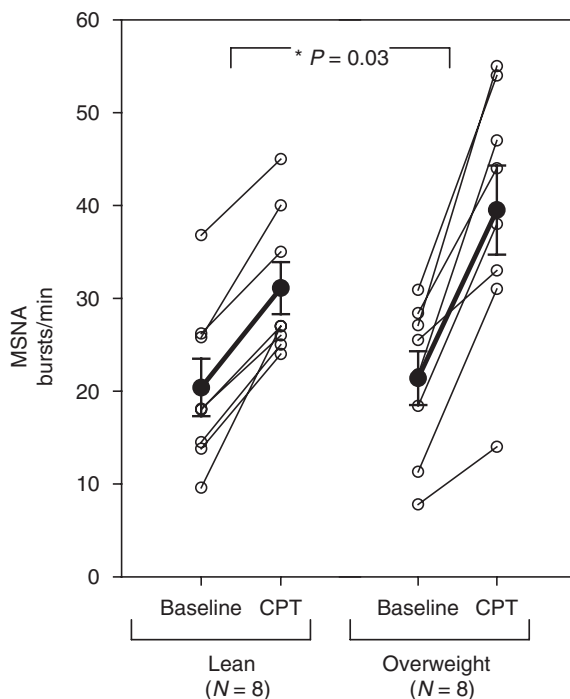 60
* P = 0.03
50
40
MSNA
bursts/min
30
20
10
0
Baseline CPT Baseline CPT
Lean Overweight
(N = 8) (N = 8)